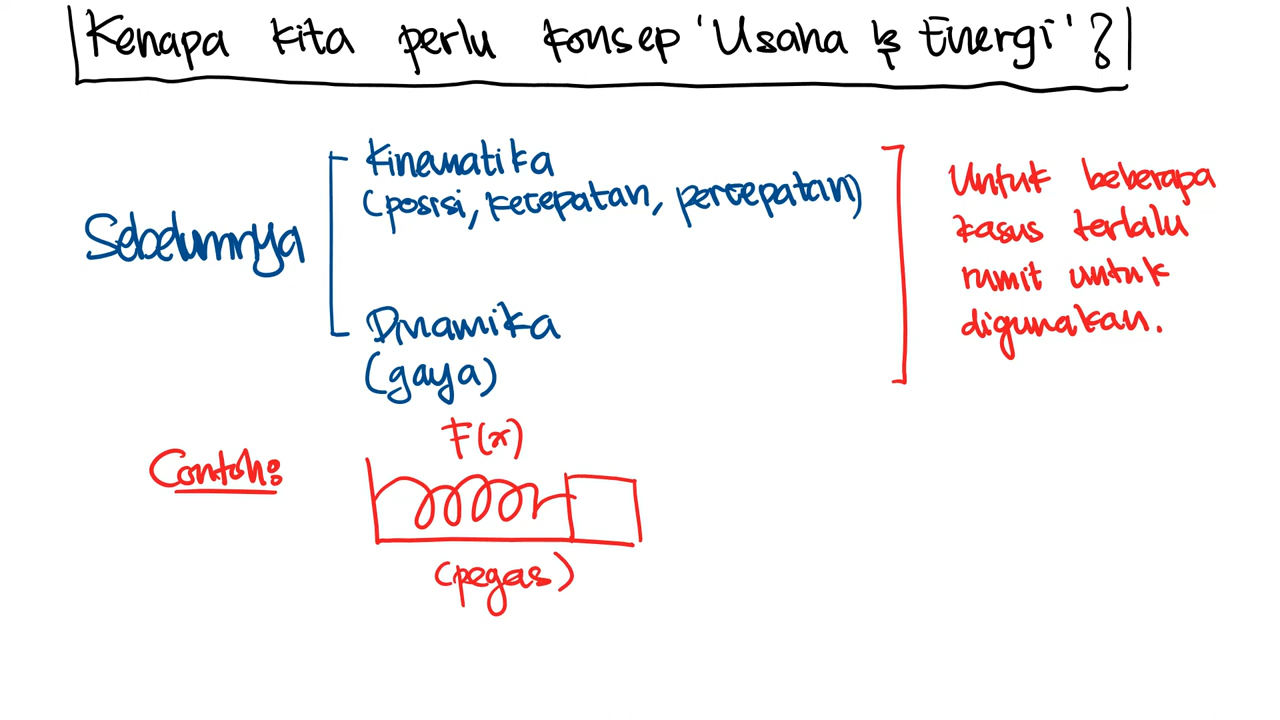 Kenapa kita perlu konsep 'Usaha & Energi'?
Sebelumnya
Kinematika
(posisi, kecepatan, percepatan)
Dinamika
(gaya)
Untuk beberapa
kasus terlalu
rumit untuk
digunakan.
Contoh:
F(x)
(pegas)